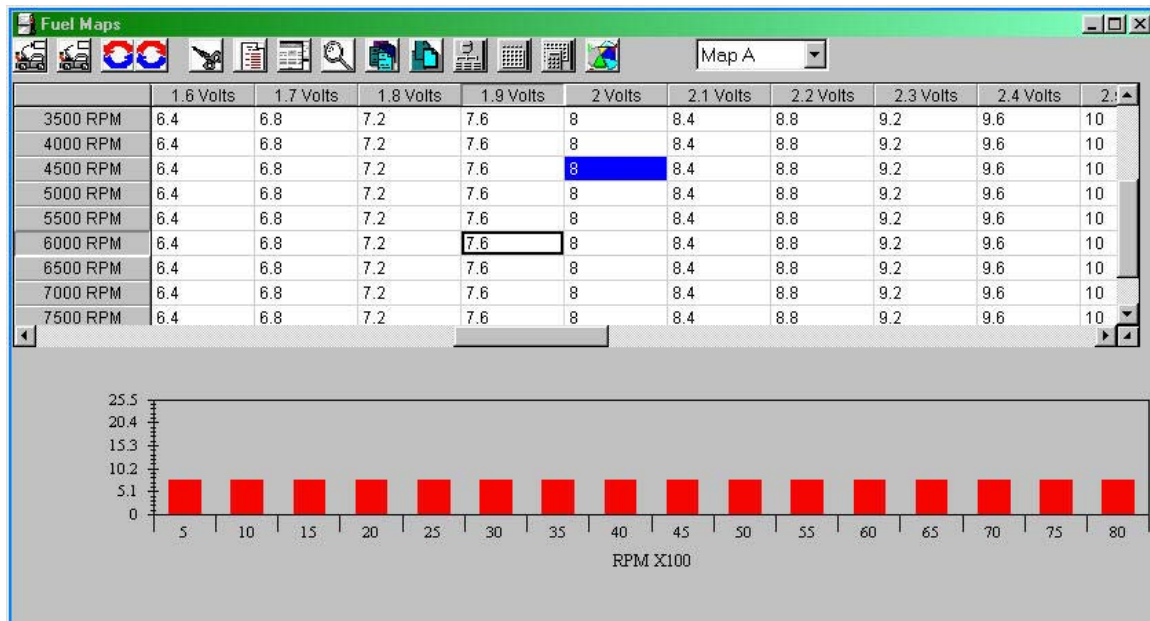 Fuel Maps
Map A
1.6 Volts 1.7 Volts 1.8 Volts 1.9 Volts 2 Volts 2.1 Volts 2.2 Volts 2.3 Volts 2.4 Volts
3500 RPM 6.4 6.8 7.2 7.6 8 8.4 8.8 9.2 9.6 10
4000 RPM 6.4 6.8 7.2 7.6 8 8.4 8.8 9.2 9.6 10
4500 RPM 6.4 6.8 7.2 7.6 8 8.4 8.8 9.2 9.6 10
5000 RPM 6.4 6.8 7.2 7.6 8 8.4 8.8 9.2 9.6 10
5500 RPM 6.4 6.8 7.2 7.6 8 8.4 8.8 9.2 9.6 10
6000 RPM 6.4 6.8 7.2 7.6 8 8.4 8.8 9.2 9.6 10
6500 RPM 6.4 6.8 7.2 7.6 8 8.4 8.8 9.2 9.6 10
7000 RPM 6.4 6.8 7.2 7.6 8 8.4 8.8 9.2 9.6 10
7500 RPM 6.4 6.8 7.2 7.6 8 8.4 8.8 9.2 9.6 10
25.5
20.4
15.3
10.2
5.1
0
5 10 15 20 25 30 35 40 45 50 55 60 65 70 75 80
RPM X100